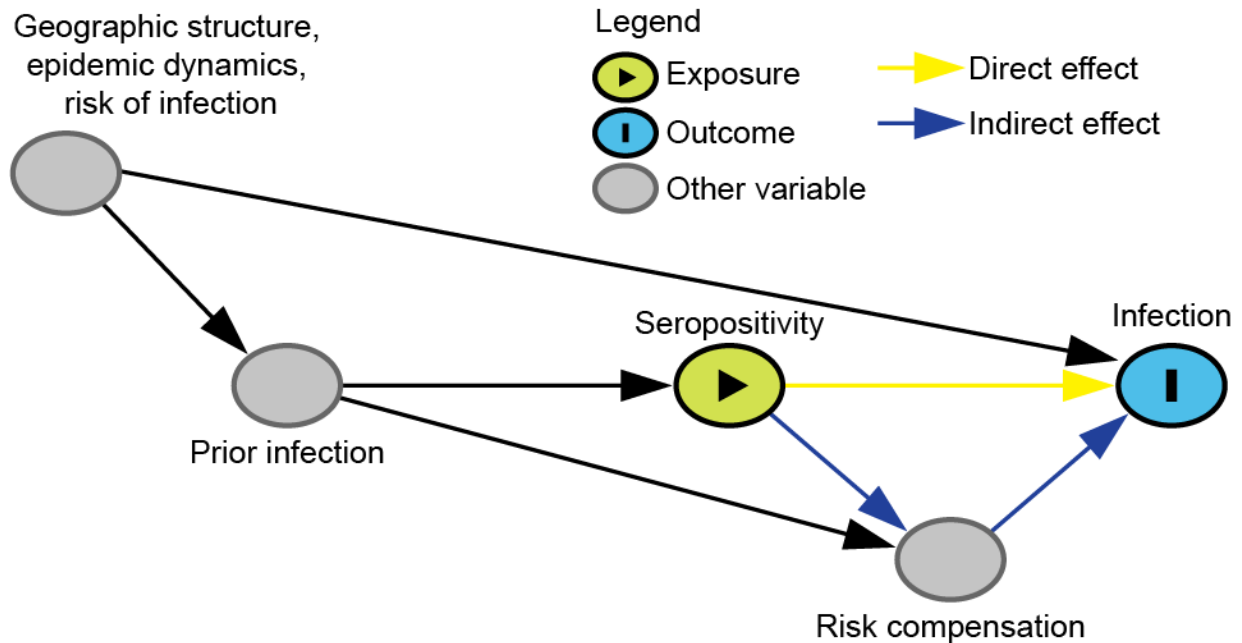 Geographic structure,
epidemic dynamics,
risk of infection
Legend
Exposure
Outcome
Other variable
Direct effect
Indirect effect
Seropositivity
Infection
Prior infection
Risk compensation